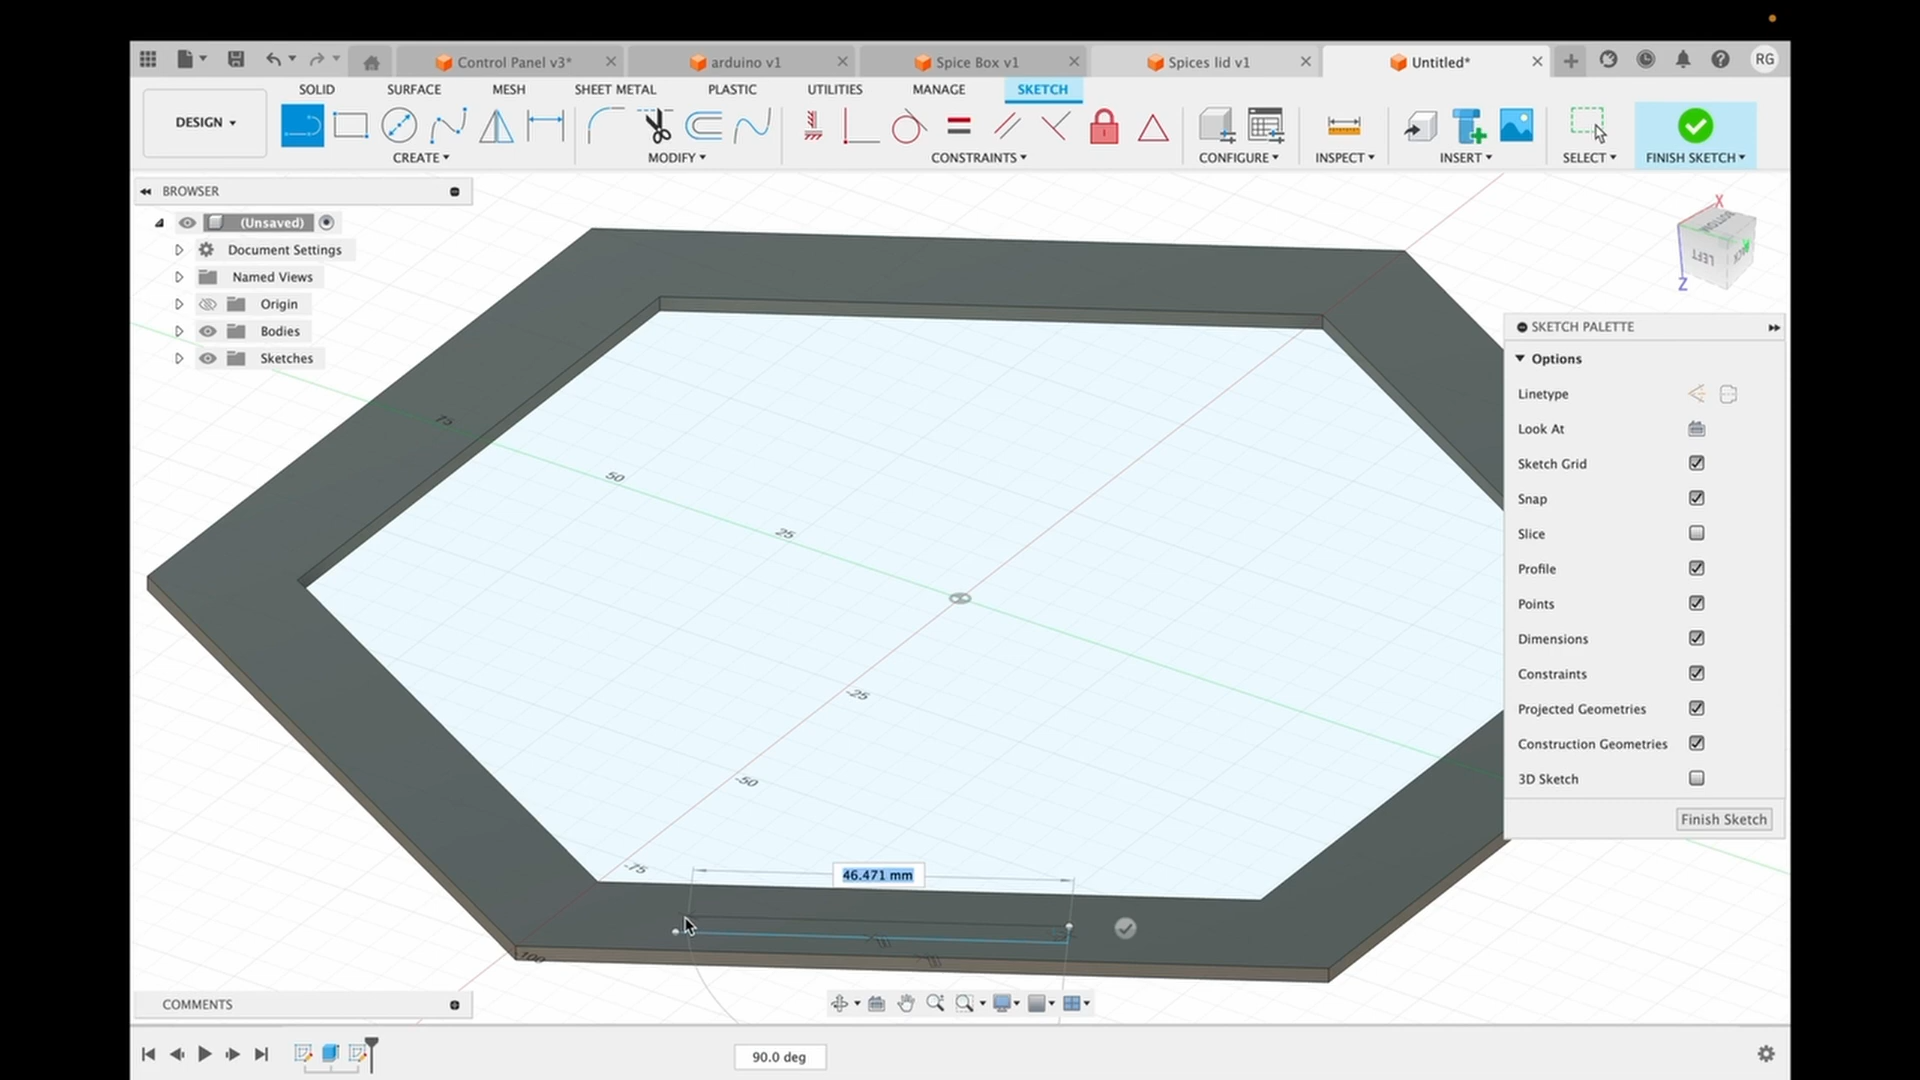 Control Panel v3*
arduino v1
Spice Box v1
Spices lid v1
Untitled*
RG
SOLID
SURFACE
MESH
SHEET METAL
PLASTIC
UTILITIES
MANAGE
SKETCH
DESIGN
CREATE
MODIFY
CONSTRAINTS
CONFIGURE
INSPECT
INSERT
SELECT
FINISH SKETCH
BROWSER
(Unsaved)
Document Settings
Named Views
Origin
Bodies
Sketches
X
BOTTOM
LEFT
BACK
Z
SKETCH PALETTE
Options
Linetype
Look At
Sketch Grid
Snap
Slice
Profile
Points
Dimensions
Constraints
Projected Geometries
Construction Geometries
3D Sketch
Finish Sketch
75
50
25
-25
-50
-75
-100
46.471 mm
COMMENTS
90.0 deg